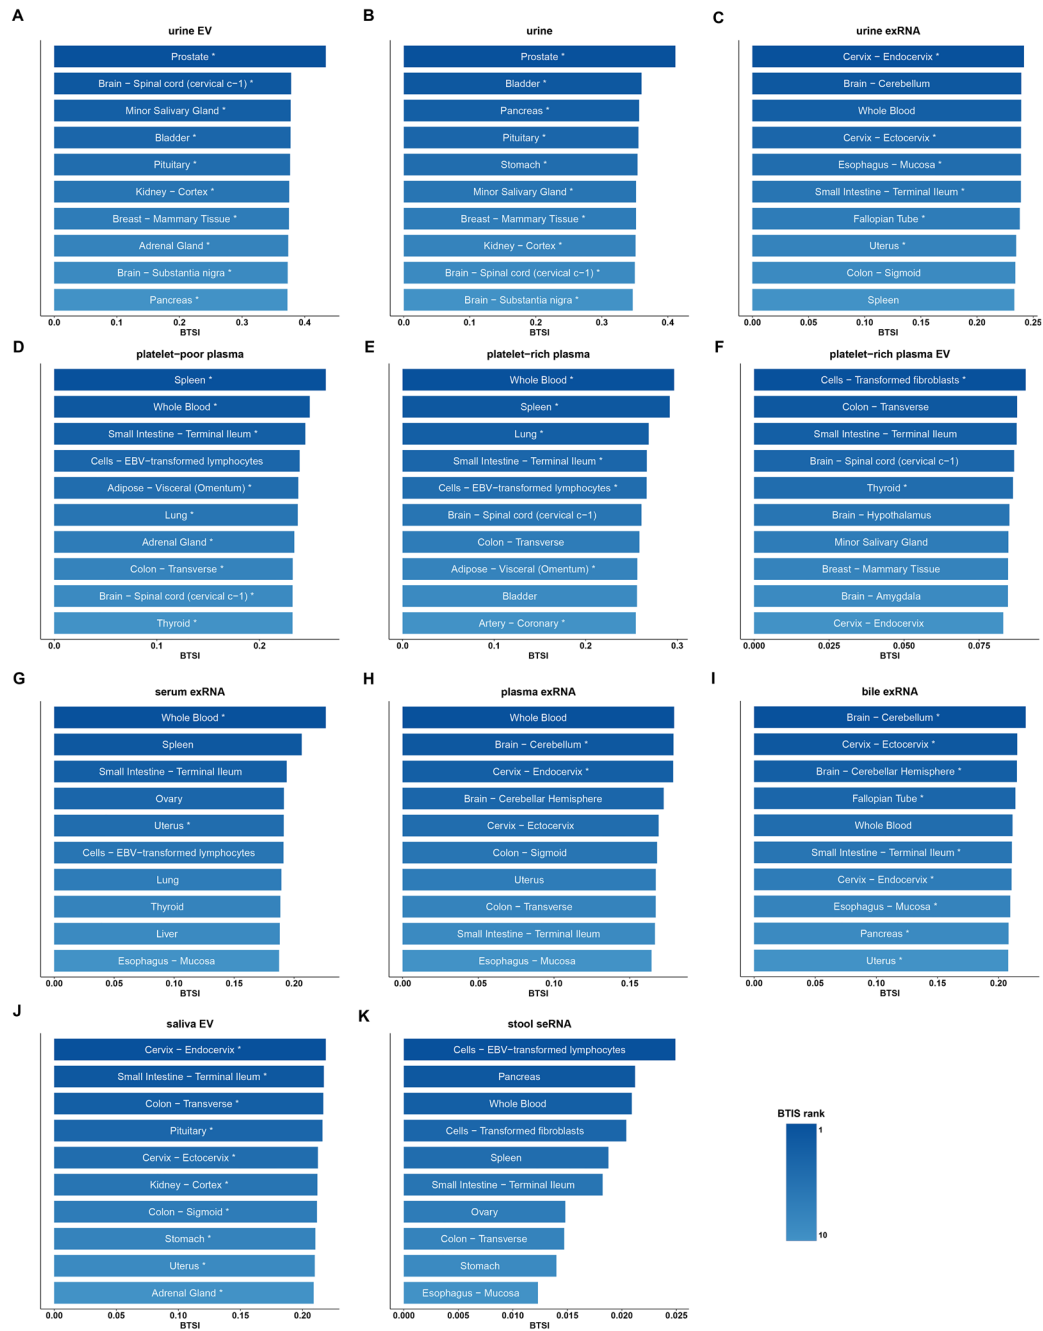 A
urine EV
Prostate *
Brain − Spinal cord (cervical c−1) *
Minor Salivary Gland *
Bladder *
Pituitary *
Kidney − Cortex *
Breast − Mammary Tissue *
Adrenal Gland *
Brain − Substantia nigra *
Pancreas *
0.0 0.1 0.2 0.3 0.4
BTSI
B
urine
Prostate *
Bladder *
Pancreas *
Pituitary *
Stomach *
Minor Salivary Gland *
Breast − Mammary Tissue *
Kidney − Cortex *
Brain − Spinal cord (cervical c−1) *
Brain − Substantia nigra *
0.0 0.1 0.2 0.3 0.4
BTSI
C
urine exRNA
Cervix − Endocervix *
Brain − Cerebellum
Whole Blood
Cervix − Ectocervix *
Esophagus − Mucosa *
Small Intestine − Terminal Ileum *
Fallopian Tube *
Uterus *
Colon − Sigmoid
Spleen
0.00 0.05 0.10 0.15 0.20 0.25
BTSI
D
platelet−poor plasma
Spleen *
Whole Blood *
Small Intestine − Terminal Ileum *
Cells − EBV−transformed lymphocytes
Adipose − Visceral (Omentum) *
Lung *
Adrenal Gland *
Colon − Transverse *
Brain − Spinal cord (cervical c−1) *
Thyroid *
0.0 0.1 0.2
BTSI
E
platelet−rich plasma
Whole Blood *
Spleen *
Lung *
Small Intestine − Terminal Ileum *
Cells − EBV−transformed lymphocytes *
Brain − Spinal cord (cervical c−1)
Colon − Transverse
Adipose − Visceral (Omentum) *
Bladder
Artery − Coronary *
0.0 0.1 0.2 0.3
BTSI
F
platelet−rich plasma EV
Cells − Transformed fibroblasts *
Colon − Transverse
Small Intestine − Terminal Ileum
Brain − Spinal cord (cervical c−1)
Thyroid *
Brain − Hypothalamus
Minor Salivary Gland
Breast − Mammary Tissue
Brain − Amygdala
Cervix − Endocervix
0.000 0.025 0.050 0.075
BTSI
G
serum exRNA
Whole Blood *
Spleen
Small Intestine − Terminal Ileum
Ovary
Uterus *
Cells − EBV−transformed lymphocytes
Lung
Thyroid
Liver
Esophagus − Mucosa
0.00 0.05 0.10 0.15 0.20
BTSI
H
plasma exRNA
Whole Blood
Brain − Cerebellum *
Cervix − Endocervix *
Brain − Cerebellar Hemisphere
Cervix − Ectocervix
Colon − Sigmoid
Uterus
Colon − Transverse
Small Intestine − Terminal Ileum
Esophagus − Mucosa
0.00 0.05 0.10 0.15
BTSI
I
bile exRNA
Brain − Cerebellum *
Cervix − Ectocervix *
Brain − Cerebellar Hemisphere *
Fallopian Tube *
Whole Blood
Small Intestine − Terminal Ileum *
Cervix − Endocervix *
Esophagus − Mucosa *
Pancreas *
Uterus *
0.00 0.05 0.10 0.15 0.20
BTSI
J
saliva EV
Cervix − Endocervix *
Small Intestine − Terminal Ileum *
Colon − Transverse *
Pituitary *
Cervix − Ectocervix *
Kidney − Cortex *
Colon − Sigmoid *
Stomach *
Uterus *
Adrenal Gland *
0.00 0.05 0.10 0.15 0.20
BTSI
K
stool seRNA
Cells − EBV−transformed lymphocytes
Pancreas
Whole Blood
Cells − Transformed fibroblasts
Spleen
Small Intestine − Terminal Ileum
Ovary
Colon − Transverse
Stomach
Esophagus − Mucosa
0.000 0.005 0.010 0.015 0.020 0.025
BTSI
BTIS rank
1
10